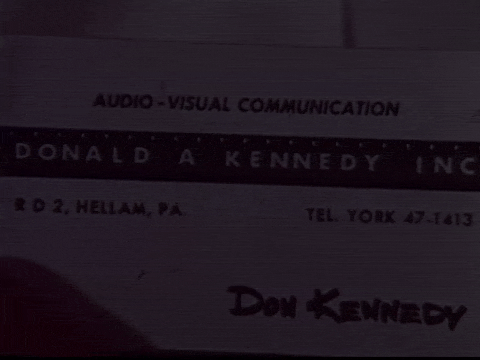 AUDIO-VISUAL COMMUNICATION
DONALD A KENNEDY INC
R D 2, HELLAM, PA.
TEL. YORK 47-1413
DON KENNEDY